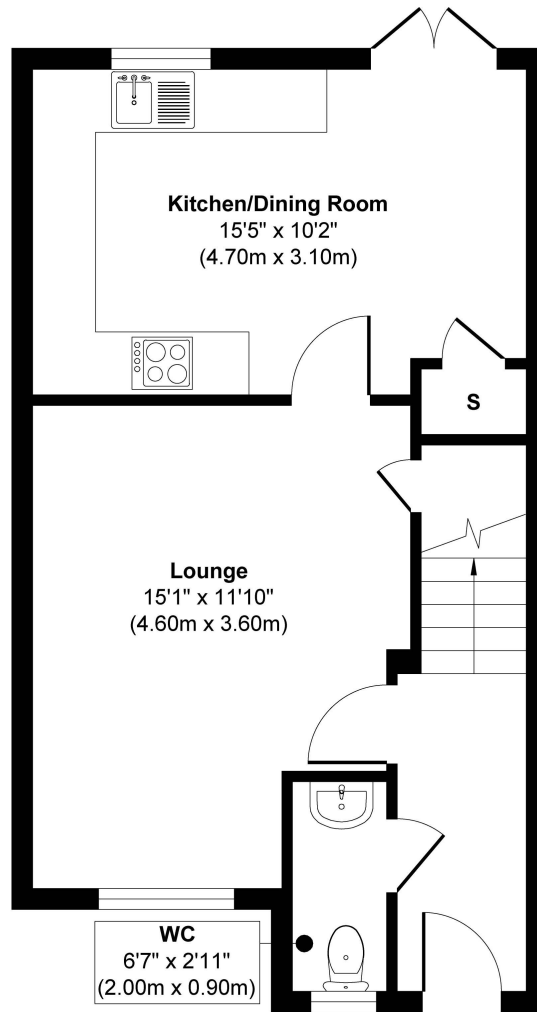 Kitchen/Dining Room
15'5" x 10'2"
(4.70m x 3.10m)
S
Lounge
15'1" x 11'10"
(4.60m x 3.60m)
WC
6'7" x 2'11"
(2.00m x 0.90m)